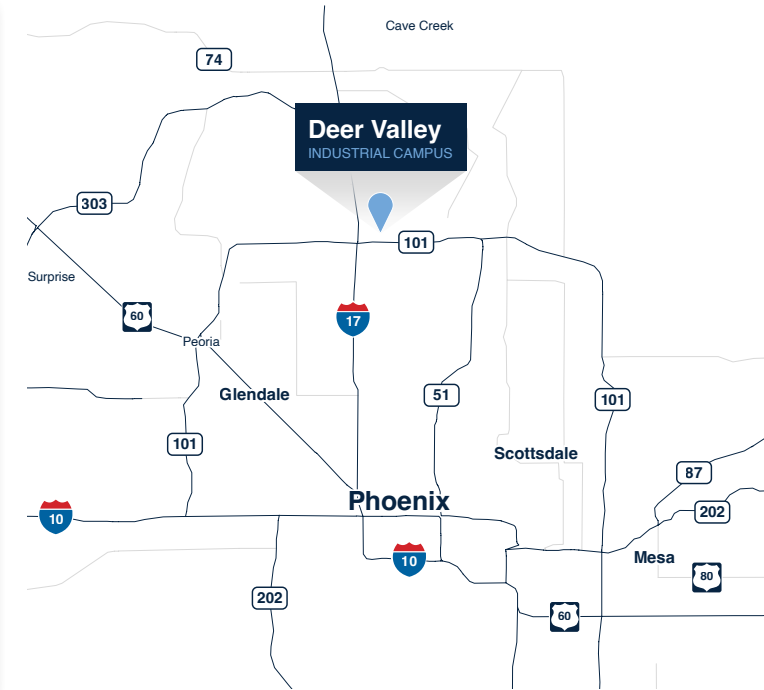 Cave Creek
74
Deer Valley
INDUSTRIAL CAMPUS
303
101
Surprise
60
17
Peoria
Glendale
51
101
101
Scottsdale
87
Phoenix
202
10
10
Mesa
80
202
60